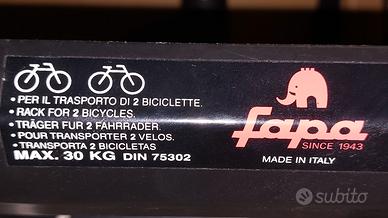 • PER IL TRASPORTO DI 2 BICICLETTE.
• RACK FOR 2 BICYCLES.
• TRÄGER FUR 2 FAHRRADER.
• POUR TRANSPORTER 2 VELOS.
• TRANSPORTA 2 BICICLETAS
MAX. 30 KG DIN 75302
fapa
SINCE 1943
MADE IN ITALY
subito